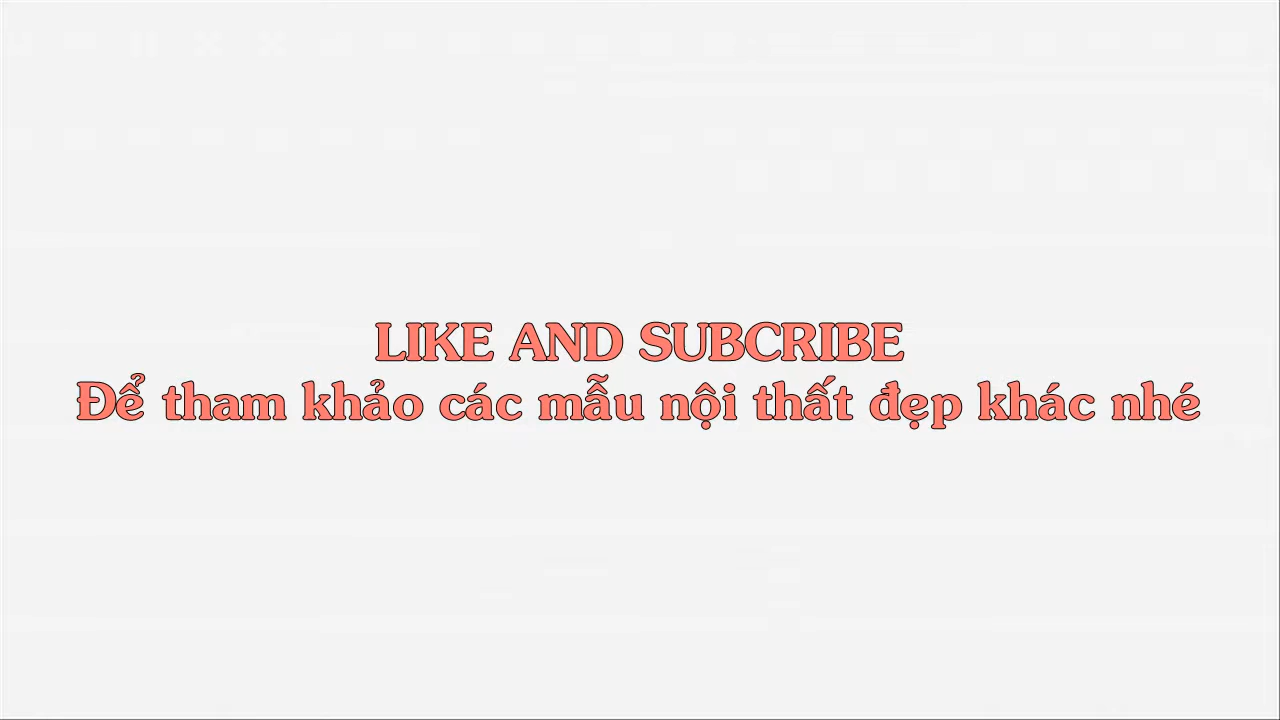 LIKE AND SUBCRIBE
Để tham khảo các mẫu nội thất đẹp khác nhé